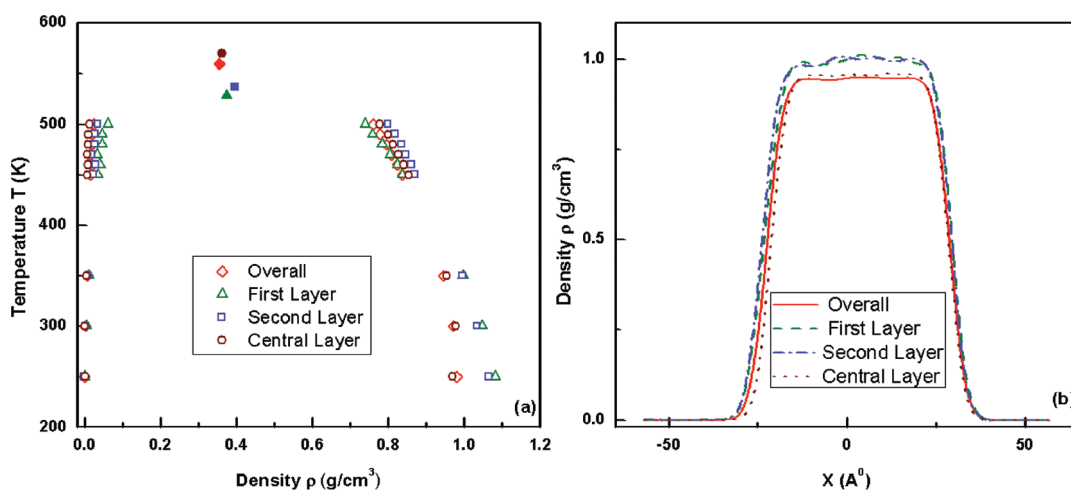 600
500
400
300
200
Temperature T (K)
0.0 0.2 0.4 0.6 0.8 1.0 1.2
Density ρ (g/cm³)
Overall
First Layer
Second Layer
Central Layer
(a)
1.0
0.5
0.0
Density ρ (g/cm³)
-50 0 50
X (A⁰)
Overall
First Layer
Second Layer
Central Layer
(b)